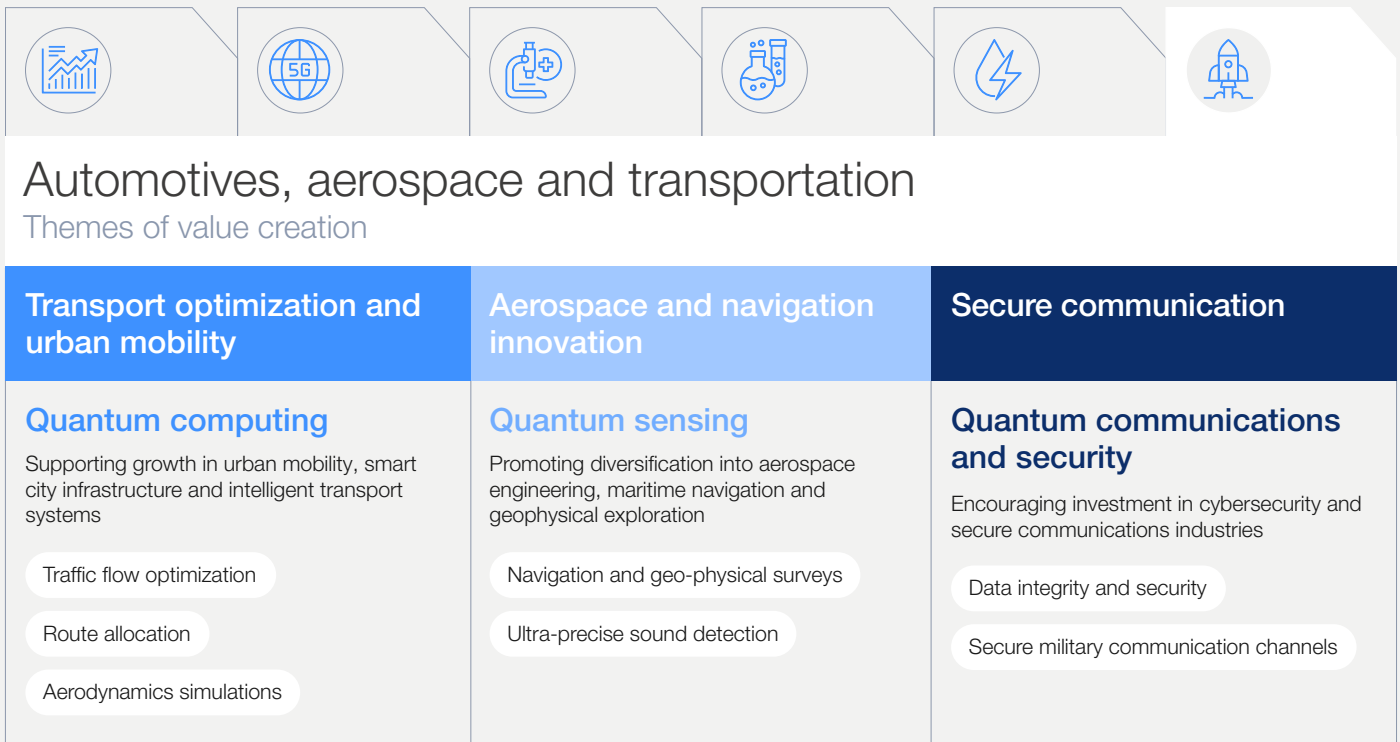 5G
Automotives, aerospace and transportation
Themes of value creation
Transport optimization and
urban mobility
Quantum computing
Supporting growth in urban mobility, smart
city infrastructure and intelligent transport
systems
Traffic flow optimization
Route allocation
Aerodynamics simulations
Aerospace and navigation
innovation
Quantum sensing
Promoting diversification into aerospace
engineering, maritime navigation and
geophysical exploration
Navigation and geo-physical surveys
Ultra-precise sound detection
Secure communication
Quantum communications
and security
Encouraging investment in cybersecurity and
secure communications industries
Data integrity and security
Secure military communication channels